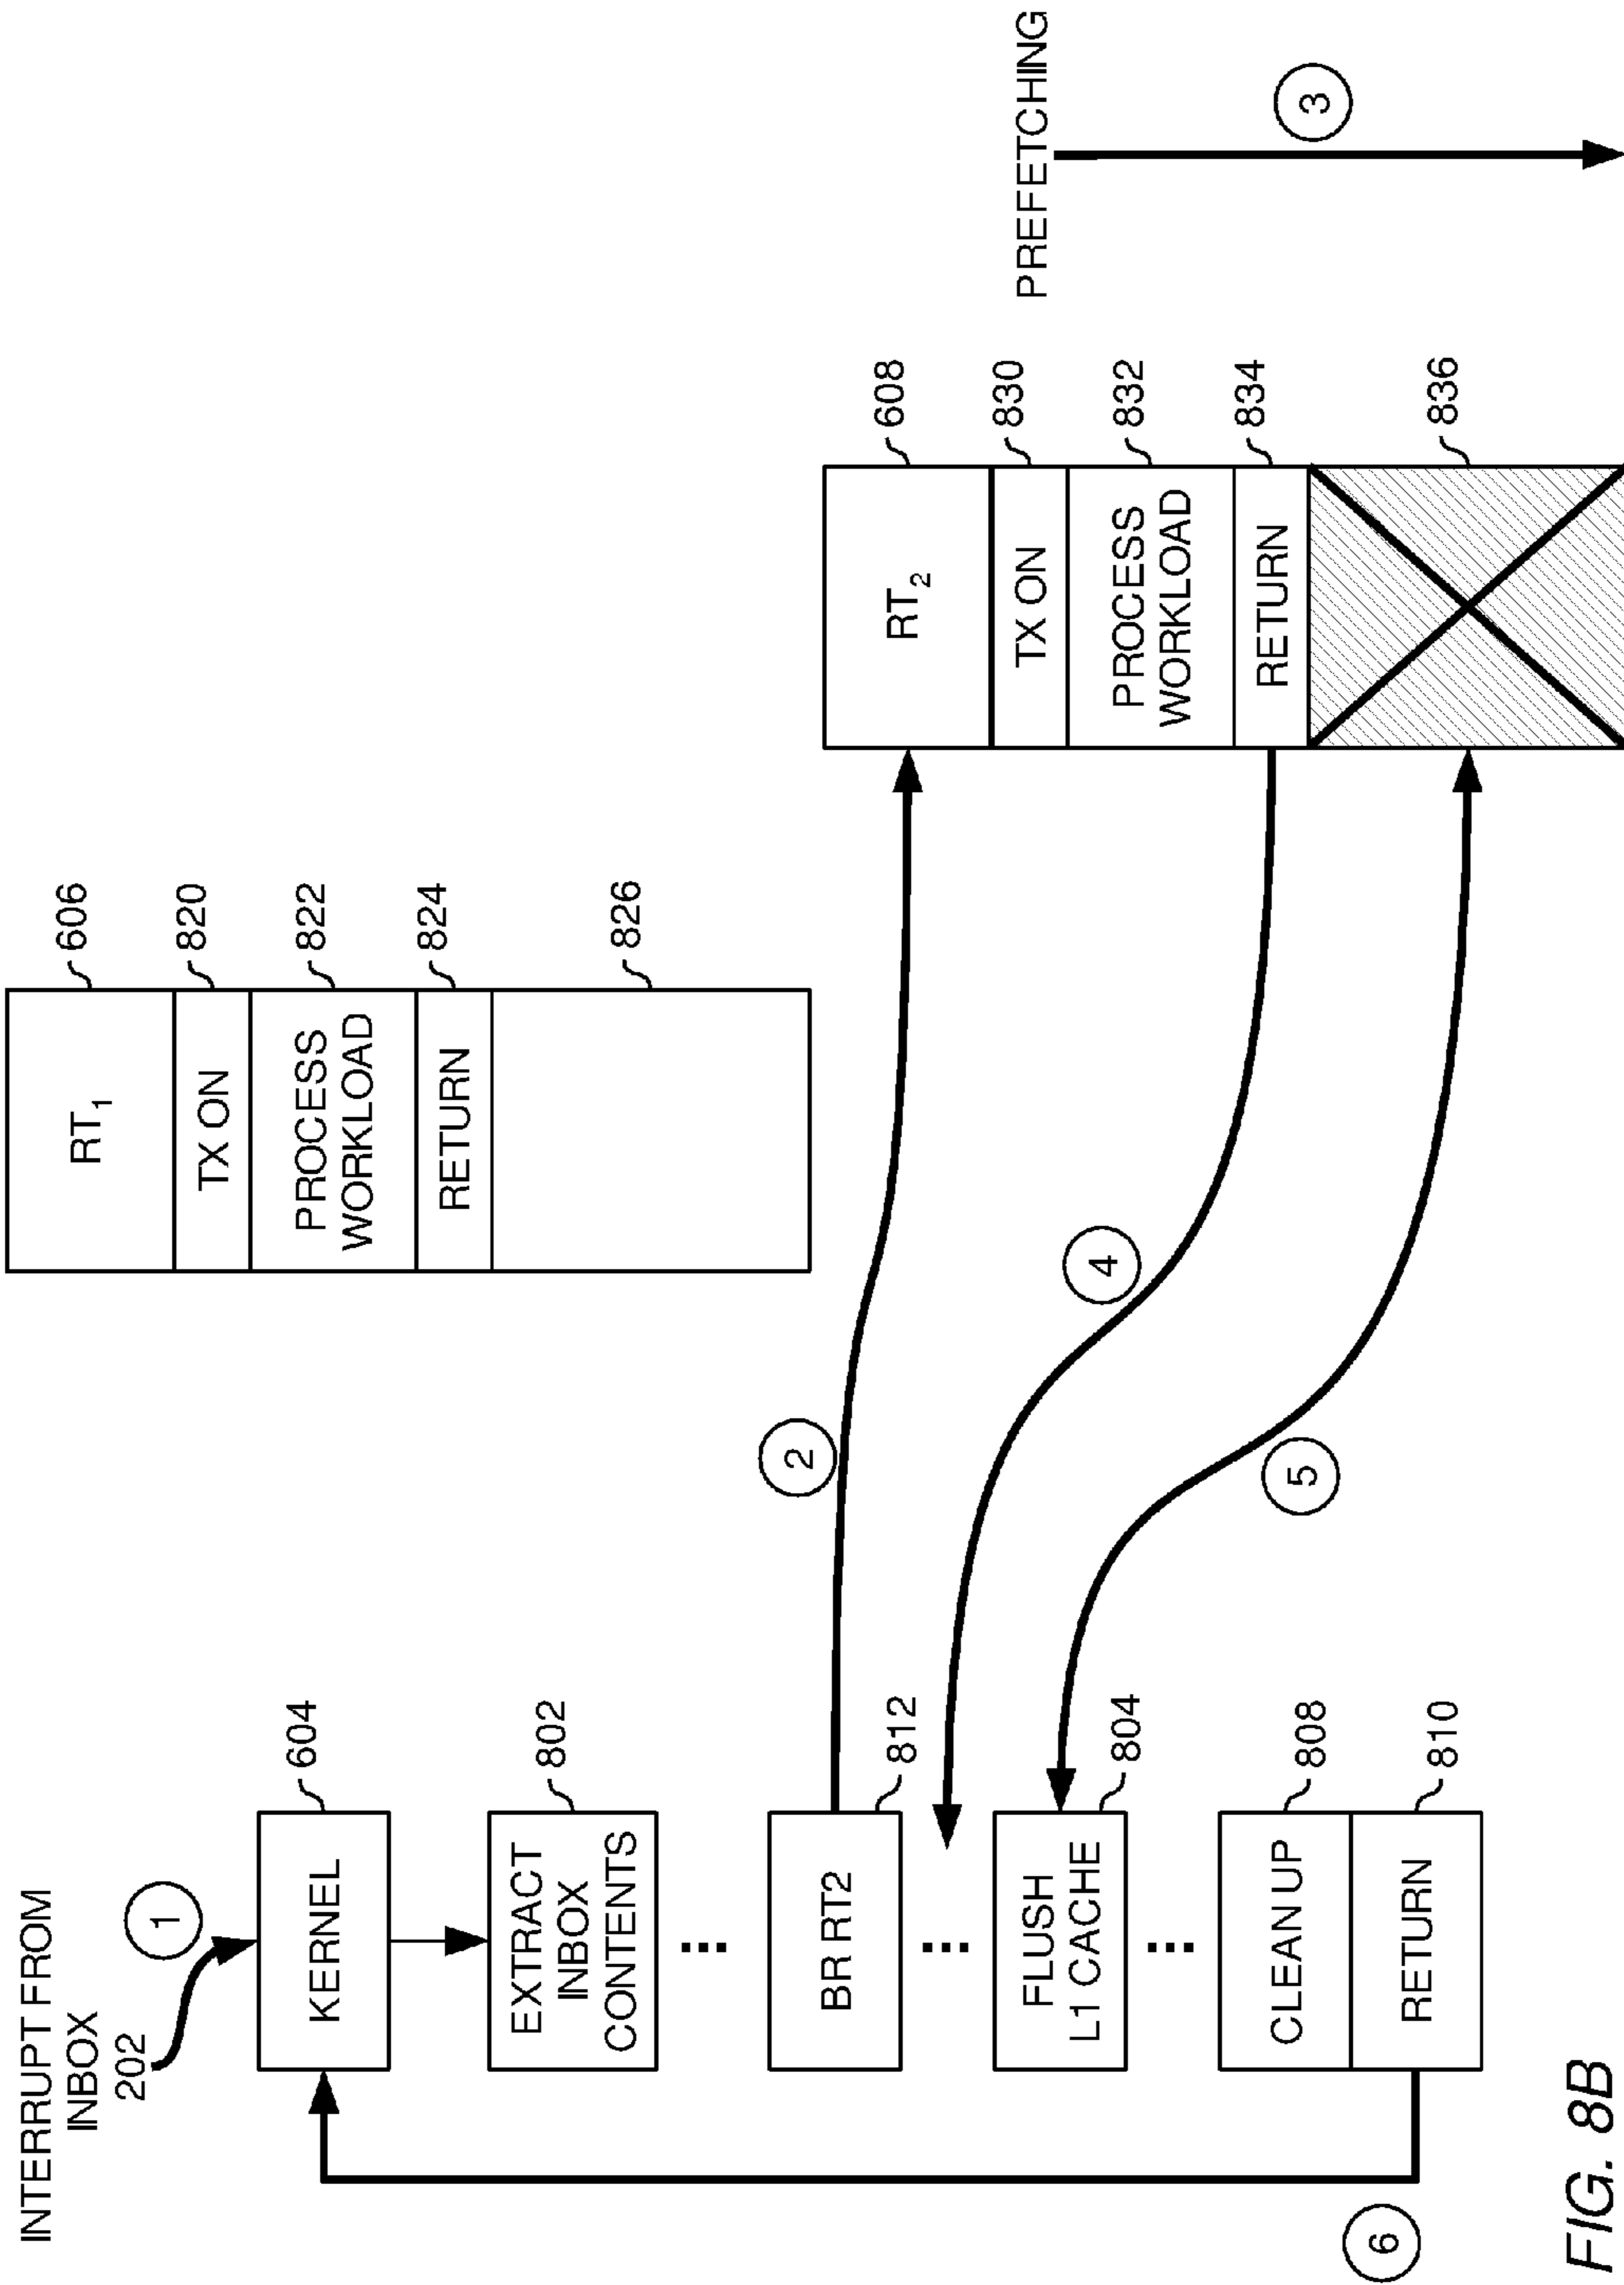 INTERRUPT FROM
INBOX
202
1
KERNEL
604
EXTRACT
INBOX
CONTENTS
802
BR RT2
812
FLUSH
L1 CACHE
804
CLEAN UP
808
RETURN
810
6
2
4
5
RT1
606
TX ON
820
PROCESS
WORKLOAD
822
RETURN
824
826
RT2
608
TX ON
830
PROCESS
WORKLOAD
832
RETURN
834
836
PREFETCHING
3
FIG. 8B